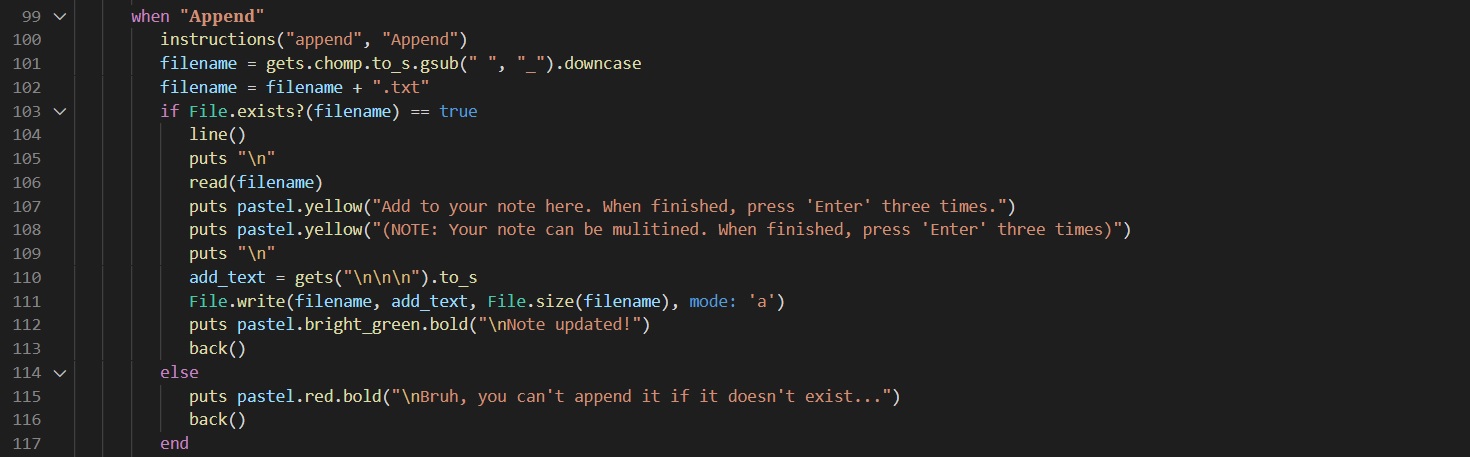 99 when "Append"
100 instructions("append", "Append")
101 filename = gets.chomp.to_s.gsub(" ", "_").downcase
102 filename = filename + ".txt"
103 if File.exists?(filename) == true
104 line()
105 puts "\n"
106 read(filename)
107 puts pastel.yellow("Add to your note here. When finished, press 'Enter' three times.")
108 puts pastel.yellow("(NOTE: Your note can be mulitined. When finished, press 'Enter' three times)")
109 puts "\n"
110 add_text = gets("\n\n\n").to_s
111 File.write(filename, add_text, File.size(filename), mode: 'a')
112 puts pastel.bright_green.bold("\nNote updated!")
113 back()
114 else
115 puts pastel.red.bold("\nBruh, you can't append it if it doesn't exist...")
116 back()
117 end